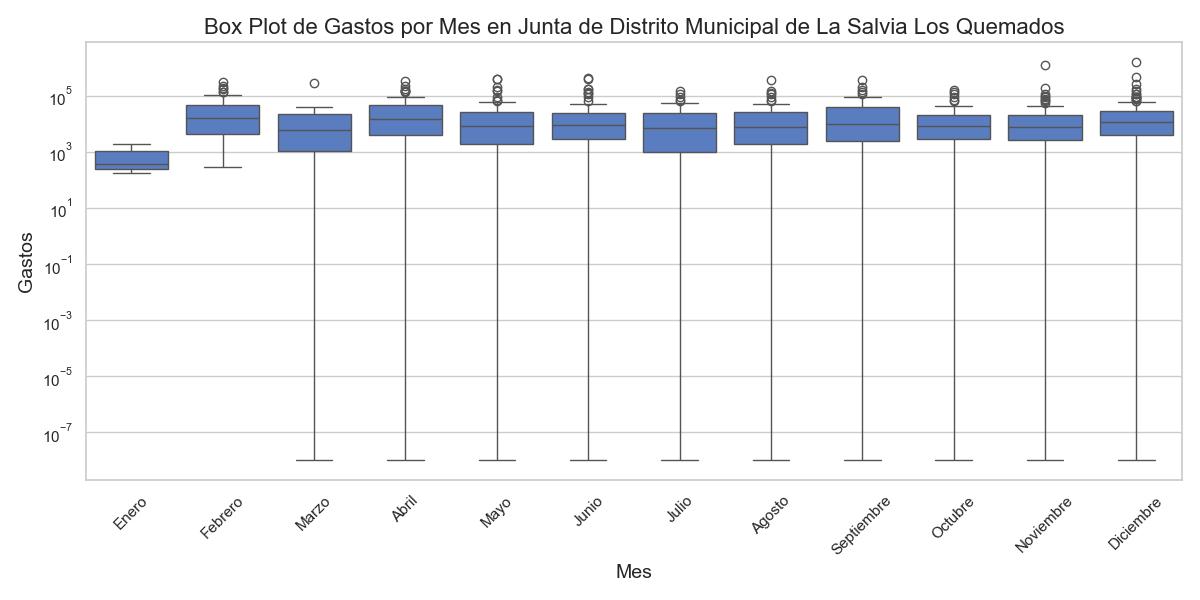 Box Plot de Gastos por Mes en Junta de Distrito Municipal de La Salvia Los Quemados
Gastos
10^5
10^3
10^1
10^−1
10^−3
10^−5
10^−7
Enero
Febrero
Marzo
Abril
Mayo
Junio
Julio
Agosto
Septiembre
Octubre
Noviembre
Diciembre
Mes